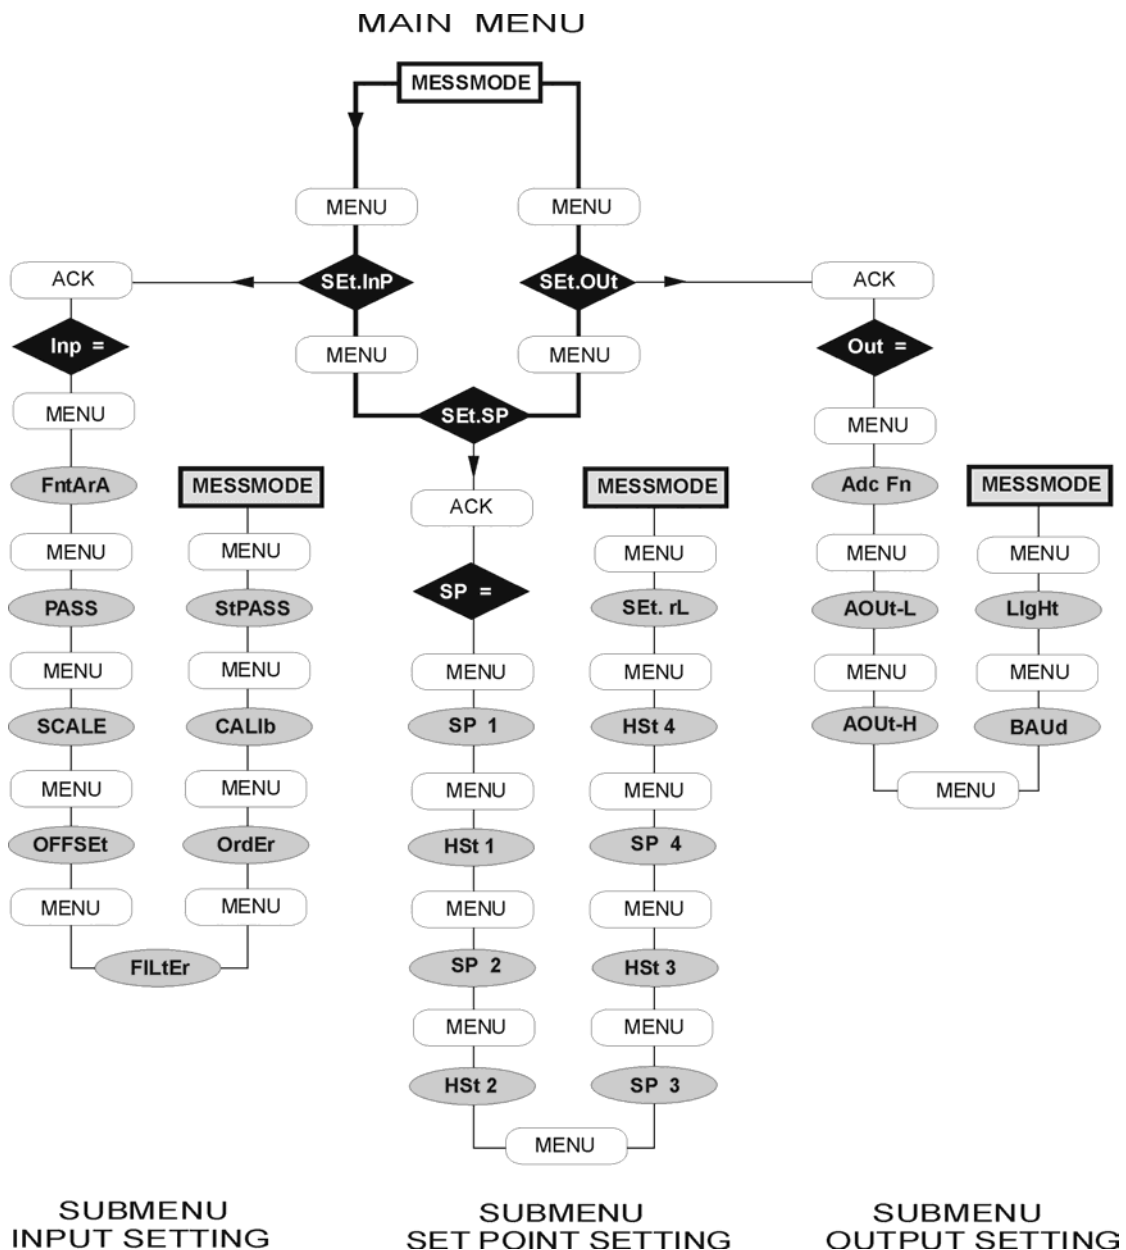 MAIN MENU
MESSMODE
MENU
MENU
SEt.InP
SEt.OUt
ACK
ACK
Inp =
MENU
MENU
Out =
SEt.SP
MENU
MENU
FntArA
MESSMODE
ACK
MESSMODE
Adc Fn
MESSMODE
MENU
MENU
MENU
MENU
MENU
PASS
StPASS
SP =
SEt. rL
AOUt-L
LIgHt
MENU
MENU
MENU
MENU
MENU
MENU
SCALE
CALIb
SP 1
HSt 4
AOUt-H
BAUd
MENU
MENU
MENU
MENU
MENU
OFFSEt
OrdEr
HSt 1
SP 4
MENU
MENU
MENU
MENU
FILtEr
SP 2
HSt 3
MENU
MENU
HSt 2
SP 3
MENU
SUBMENU
INPUT SETTING
SUBMENU
SET POINT SETTING
SUBMENU
OUTPUT SETTING